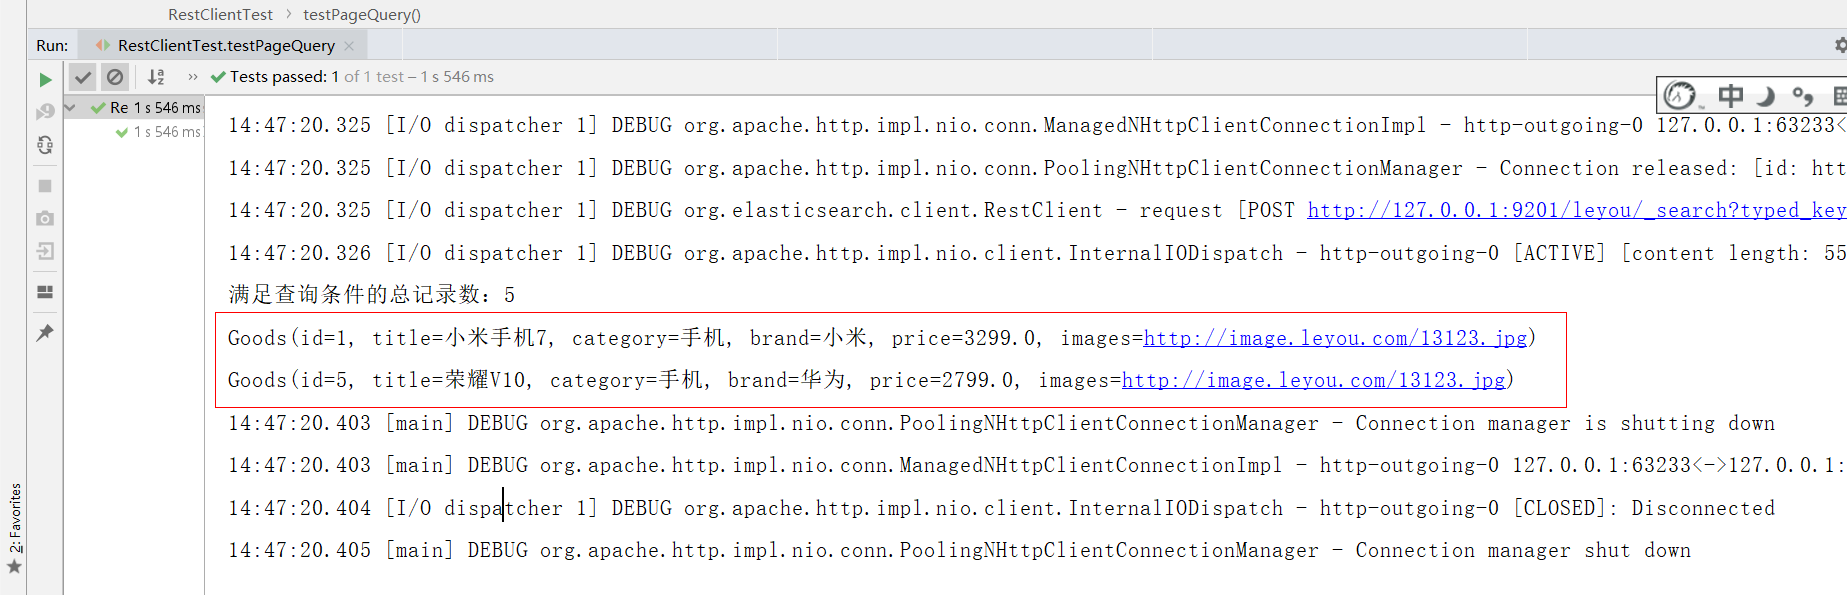 RestClientTest > testPageQuery()
Run: RestClientTest.testPageQuery ×
Tests passed: 1 of 1 test – 1 s 546 ms
Re 1 s 546 ms
1 s 546 ms
中
14:47:20.325 [I/O dispatcher 1] DEBUG org.apache.http.impl.nio.conn.ManagedNHttpClientConnectionImpl - http-outgoing-0 127.0.0.1:63233<
14:47:20.325 [I/O dispatcher 1] DEBUG org.apache.http.impl.nio.conn.PoolingNHttpClientConnectionManager - Connection released: [id: htt
14:47:20.325 [I/O dispatcher 1] DEBUG org.elasticsearch.client.RestClient - request [POST http://127.0.0.1:9201/leyou/_search?typed_key
14:47:20.326 [I/O dispatcher 1] DEBUG org.apache.http.impl.nio.client.InternalIODispatch - http-outgoing-0 [ACTIVE] [content length: 55
满足查询条件的总记录数：5
Goods(id=1, title=小米手机7, category=手机, brand=小米, price=3299.0, images=http://image.leyou.com/13123.jpg)
Goods(id=5, title=荣耀V10, category=手机, brand=华为, price=2799.0, images=http://image.leyou.com/13123.jpg)
14:47:20.403 [main] DEBUG org.apache.http.impl.nio.conn.PoolingNHttpClientConnectionManager - Connection manager is shutting down
14:47:20.403 [main] DEBUG org.apache.http.impl.nio.conn.ManagedNHttpClientConnectionImpl - http-outgoing-0 127.0.0.1:63233<->127.0.0.1:
14:47:20.404 [I/O dispatcher 1] DEBUG org.apache.http.impl.nio.client.InternalIODispatch - http-outgoing-0 [CLOSED]: Disconnected
14:47:20.405 [main] DEBUG org.apache.http.impl.nio.conn.PoolingNHttpClientConnectionManager - Connection manager shut down
2: Favorites